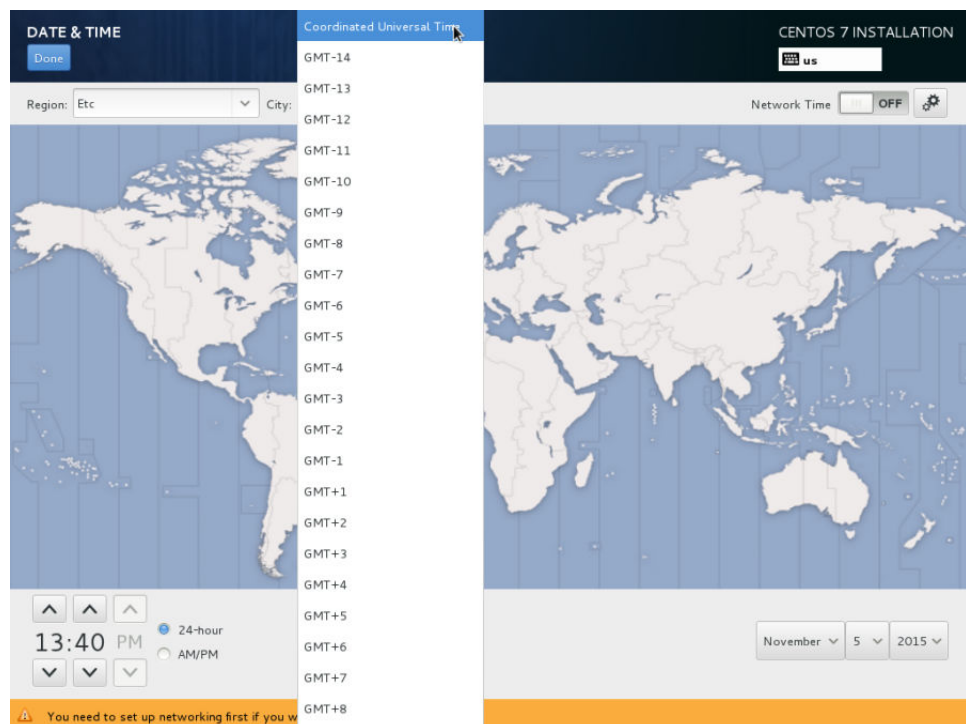 DATE & TIME
Done
CENTOS 7 INSTALLATION
us
Region: Etc City:
Network Time OFF
Coordinated Universal Time
GMT-14
GMT-13
GMT-12
GMT-11
GMT-10
GMT-9
GMT-8
GMT-7
GMT-6
GMT-5
GMT-4
GMT-3
GMT-2
GMT-1
GMT+1
GMT+2
GMT+3
GMT+4
GMT+5
GMT+6
GMT+7
GMT+8
13:40 PM
24-hour
AM/PM
November 5 2015
You need to set up networking first if you w